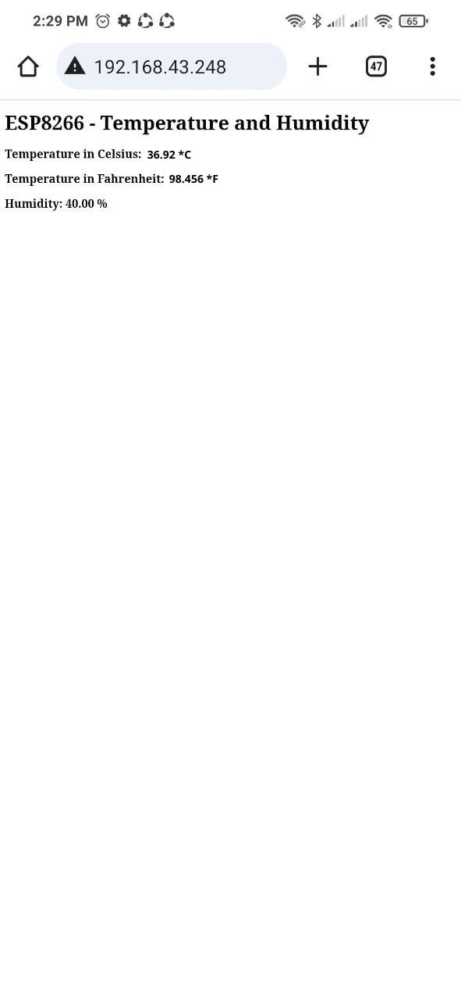 2:29 PM 65
192.168.43.248 47
ESP8266 - Temperature and Humidity
Temperature in Celsius: 36.92 *C
Temperature in Fahrenheit: 98.456 *F
Humidity: 40.00 %